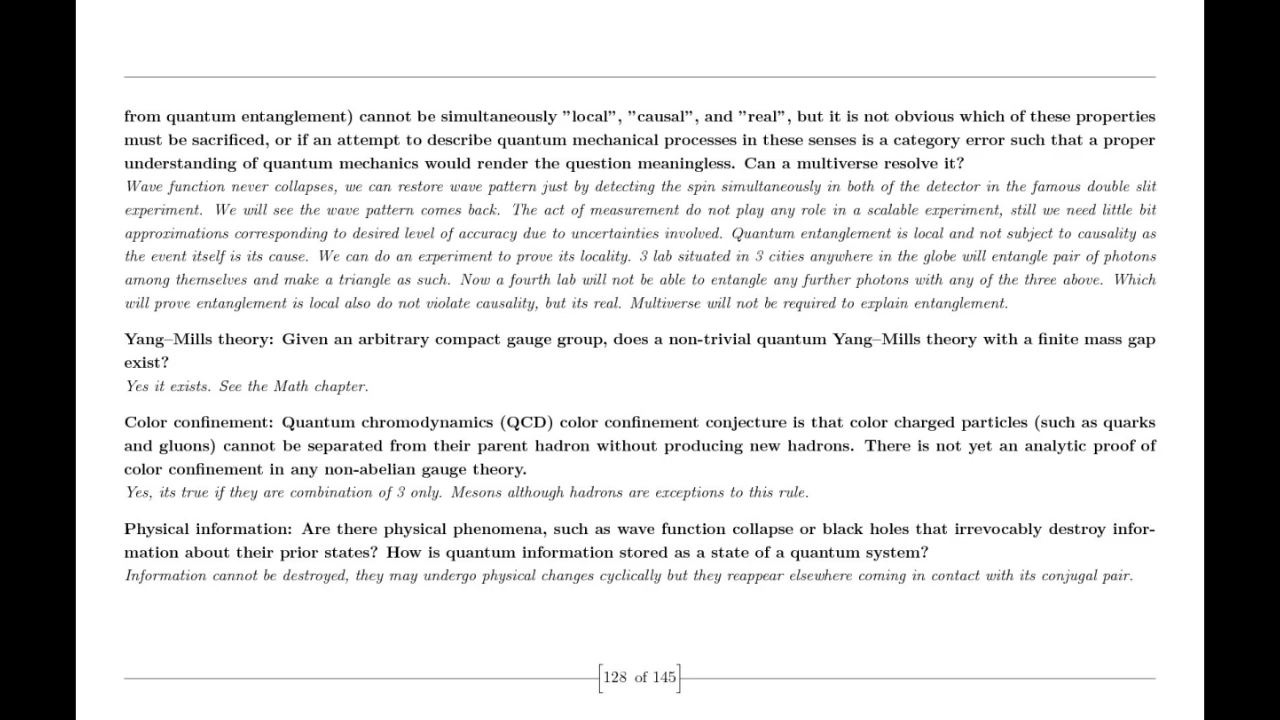 from quantum entanglement) cannot be simultaneously ”local”, ”causal”, and ”real”, but it is not obvious which of these properties
must be sacrificed, or if an attempt to describe quantum mechanical processes in these senses is a category error such that a proper
understanding of quantum mechanics would render the question meaningless. Can a multiverse resolve it?
Wave function never collapses, we can restore wave pattern just by detecting the spin simultaneously in both of the detector in the famous double slit
experiment. We will see the wave pattern comes back. The act of measurement do not play any role in a scalable experiment, still we need little bit
approximations corresponding to desired level of accuracy due to uncertainties involved. Quantum entanglement is local and not subject to causality as
the event itself is its cause. We can do an experiment to prove its locality. 3 lab situated in 3 cities anywhere in the globe will entangle pair of photons
among themselves and make a triangle as such. Now a fourth lab will not be able to entangle any further photons with any of the three above. Which
will prove entanglement is local also do not violate causality, but its real. Multiverse will not be required to explain entanglement.
Yang–Mills theory: Given an arbitrary compact gauge group, does a non-trivial quantum Yang–Mills theory with a finite mass gap
exist?
Yes it exists. See the Math chapter.
Color confinement: Quantum chromodynamics (QCD) color confinement conjecture is that color charged particles (such as quarks
and gluons) cannot be separated from their parent hadron without producing new hadrons. There is not yet an analytic proof of
color confinement in any non-abelian gauge theory.
Yes, its true if they are combination of 3 only. Mesons although hadrons are exceptions to this rule.
Physical information: Are there physical phenomena, such as wave function collapse or black holes that irrevocably destroy infor-
mation about their prior states? How is quantum information stored as a state of a quantum system?
Information cannot be destroyed, they may undergo physical changes cyclically but they reappear elsewhere coming in contact with its conjugal pair.
128 of 145